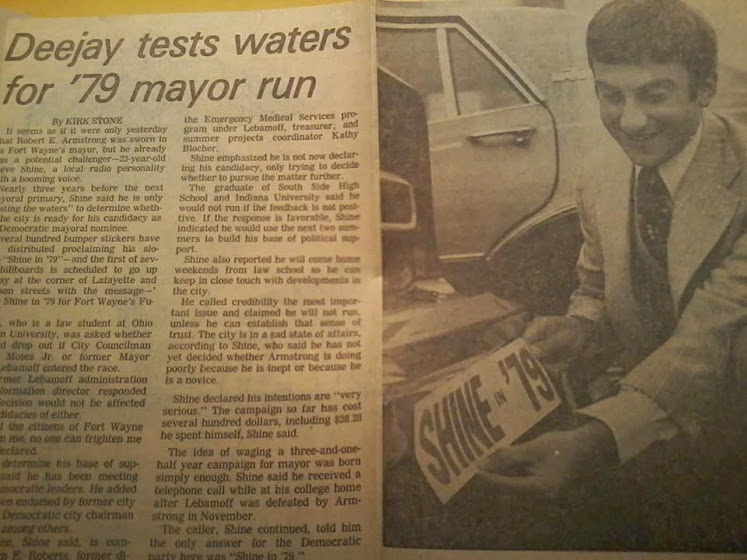 Deejay tests waters
for '79 mayor run
By KIRK STONE
It seems as if it were only yesterday
hat Robert E. Armstrong was sworn in
s Fort Wayne's mayor, but he already
as a potential challenger—23-year-old
eve Shine, a local radio personality
th a booming voice.
Nearly three years before the next
yoral primary, Shine said he is only
sting the waters" to determine wheth-
the city is ready for his candidacy as
Democratic mayoral nominee.
everal hundred bumper stickers have
distributed proclaiming his slo-
"Shine in '79"—and the first of sev-
billboards is scheduled to go up
ay at the corner of Lafayette and
son streets with the message—'
Shine in '79 for Fort Wayne's Fu-
, who is a law student at Ohio
n University, was asked whether
d drop out if City Councilman
Moses Jr. or former Mayor
Lebamoff entered the race.
rmer Lebamoff administration
formation director responded
decision would not be affected
didacies of either.
l the citizens of Fort Wayne
n me, no one can frighten me
eclared.
determine his base of sup-
said he has been meeting
mocratic leaders. He added
en endorsed by former city
Democratic city chairman
among others.
ee, Shine said, is com-
n E. Roberts, former di-
the Emergency Medical Services pro-
gram under Lebamoff, treasurer, and
summer projects coordinator Kathy
Blocher.
Shine emphasized he is not now declar-
ing his candidacy, only trying to decide
whether to pursue the matter further.
The graduate of South Side High
School and Indiana University said he
would not run if the feedback is not posi-
tive. If the response is favorable, Shine
indicated he would use the next two sum-
mers to build his base of political sup-
port.
Shine also reported he will come home
weekends from law school so he can
keep in close touch with developments in
the city.
He called credibility the most impor-
tant issue and claimed he will not run,
unless he can establish that sense of
trust. The city is in a sad state of affairs,
according to Shine, who said he has not
yet decided whether Armstrong is doing
poorly because he is inept or because he
is a novice.
Shine declared his intentions are "very
serious." The campaign so far has cost
several hundred dollars, including $38.28
he spent himself, Shine said.
The idea of waging a three-and-one-
half year campaign for mayor was born
simply enough. Shine said he received a
telephone call while at his college home
after Lebamoff was defeated by Arm-
strong in November.
The caller, Shine continued, told him
the only answer for the Democratic
party here was "Shine in '79."
SHINE IN '79